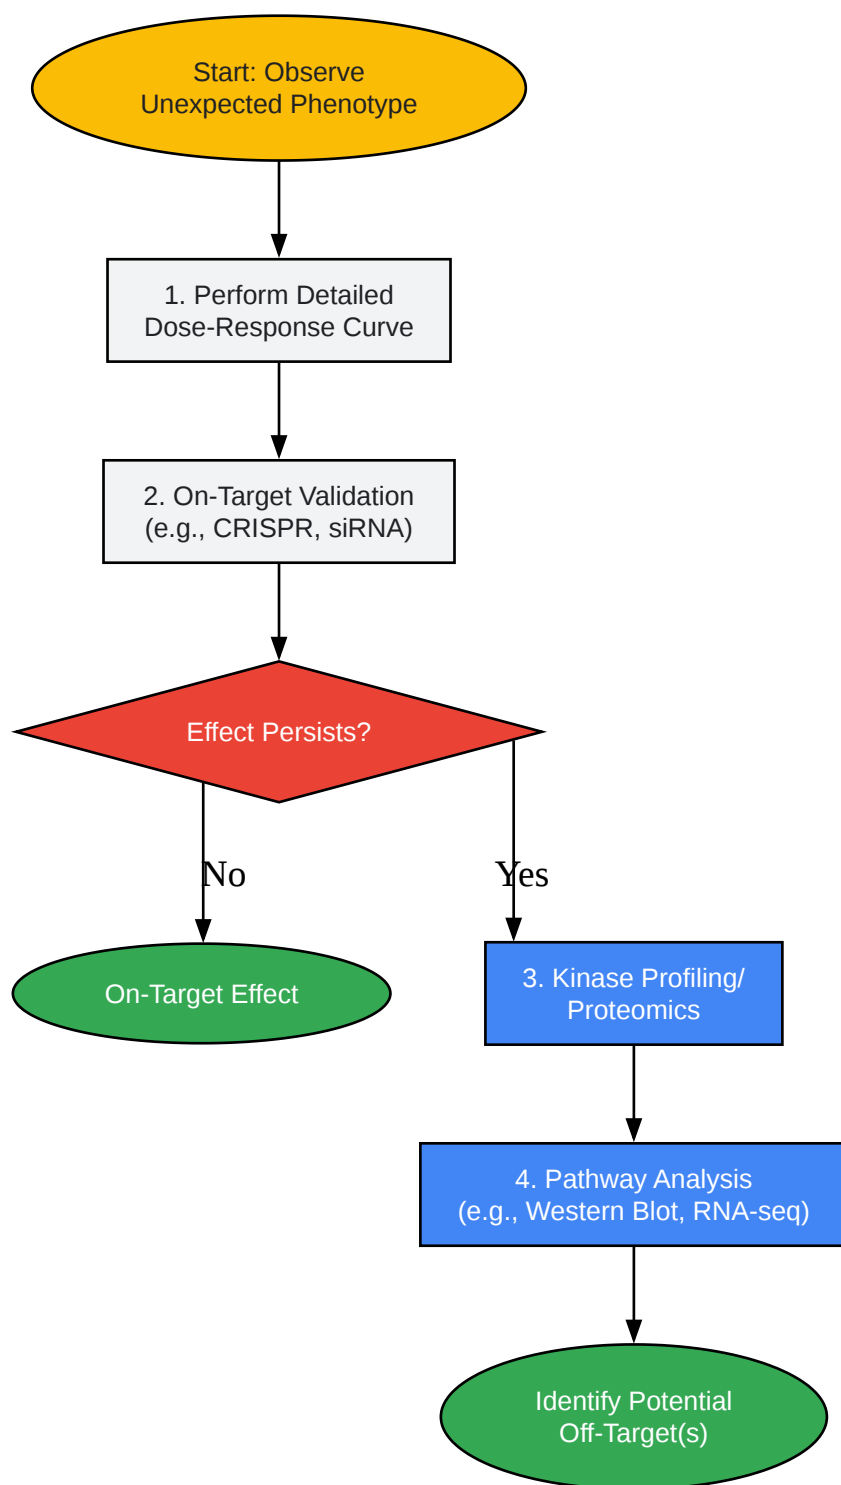 Start: Observe
Unexpected Phenotype
1. Perform Detailed
Dose-Response Curve
2. On-Target Validation
(e.g., CRISPR, siRNA)
Effect Persists?
No
Yes
On-Target Effect
3. Kinase Profiling/
Proteomics
4. Pathway Analysis
(e.g., Western Blot, RNA-seq)
Identify Potential
Off-Target(s)